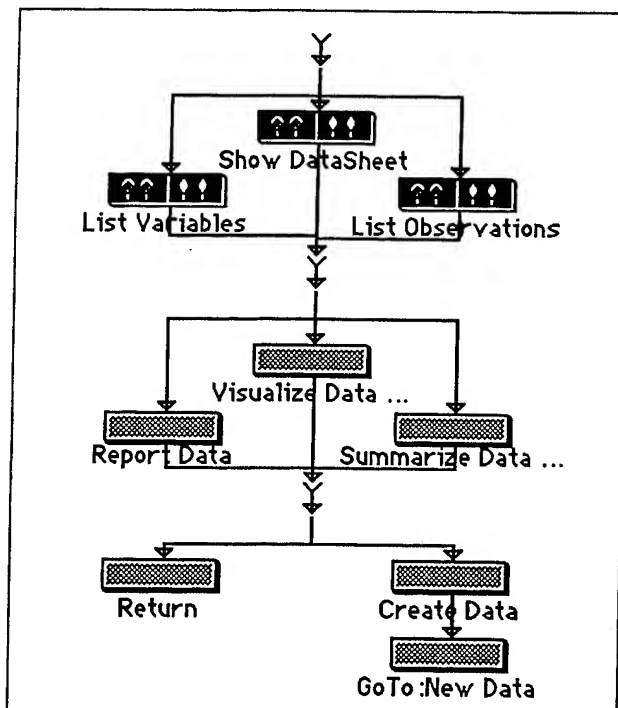 Show DataSheet
List Variables
List Observations
Visualize Data ...
Report Data
Summarize Data ...
Return
Create Data
GoTo :New Data